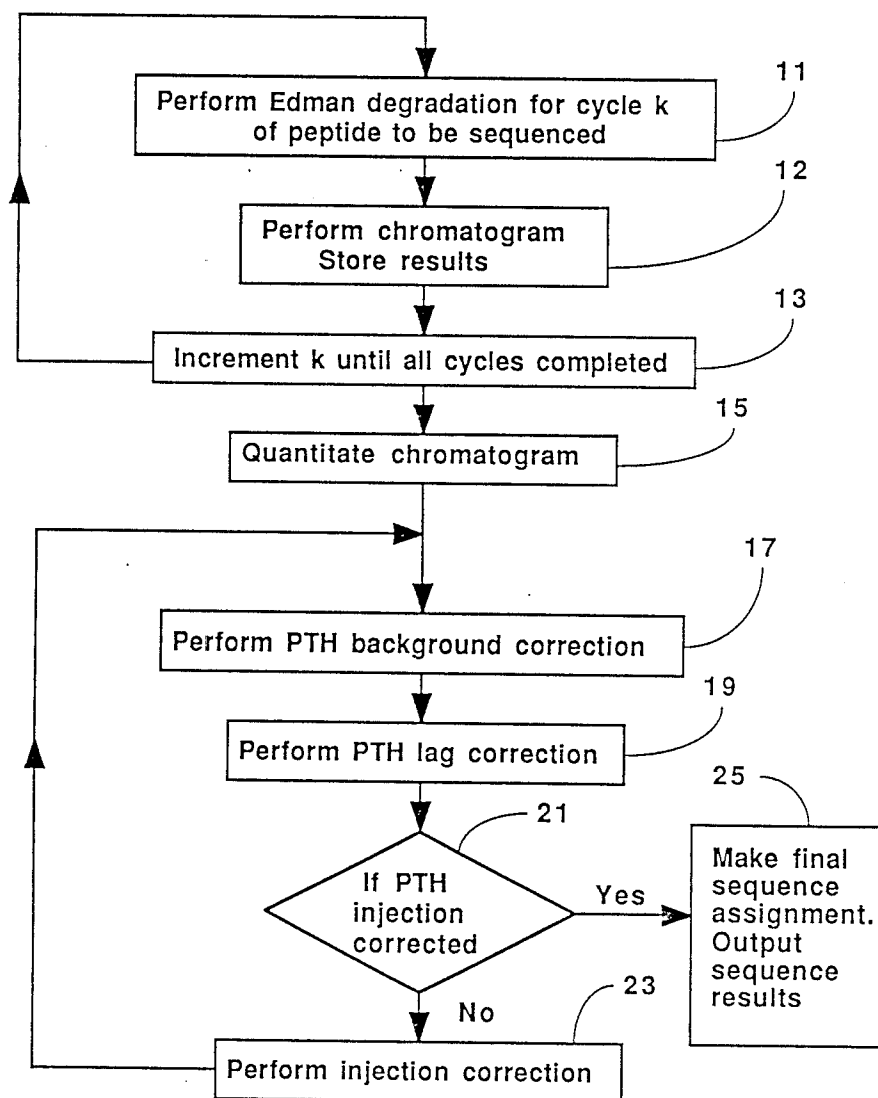 11
Perform Edman degradation for cycle k
of peptide to be sequenced
12
Perform chromatogram
Store results
13
Increment k until all cycles completed
15
Quantitate chromatogram
17
Perform PTH background correction
19
Perform PTH lag correction
21
If PTH
injection
corrected
Yes
25
Make final
sequence
assignment.
Output
sequence
results
No
23
Perform injection correction